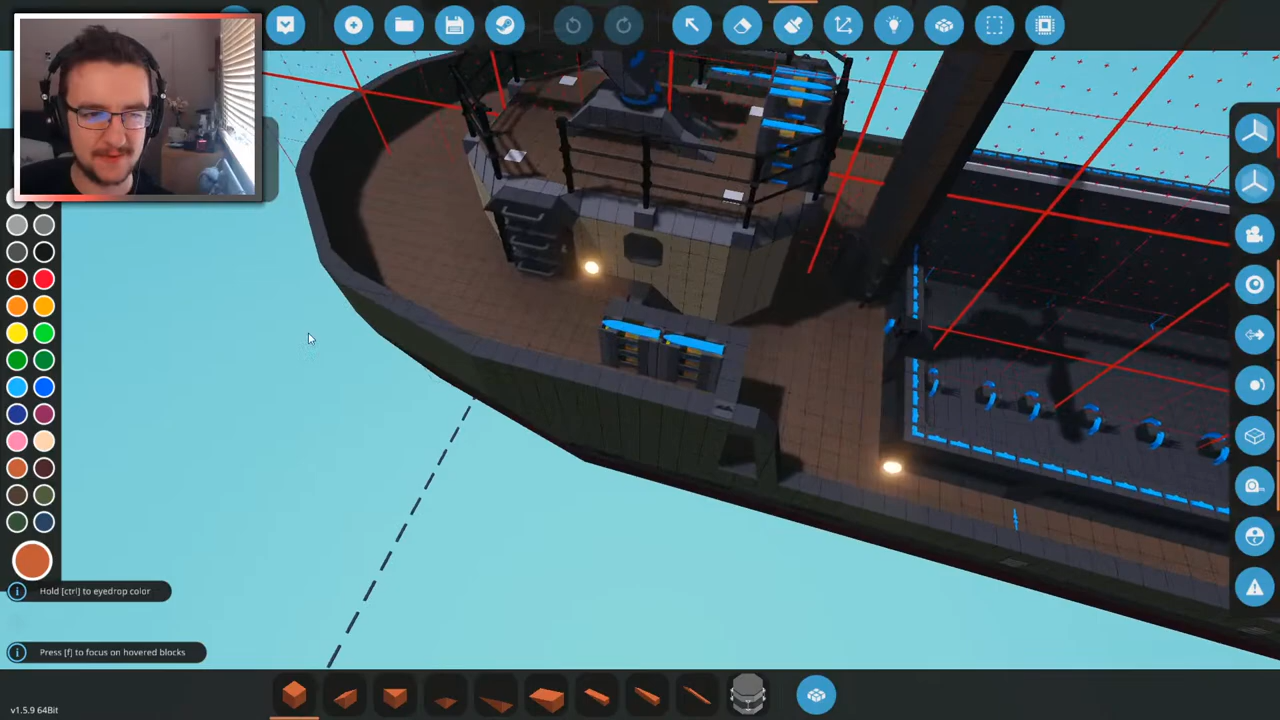 Hold [ctrl] to eyedrop color
Press [f] to focus on hovered blocks
v1.5.9 64Bit